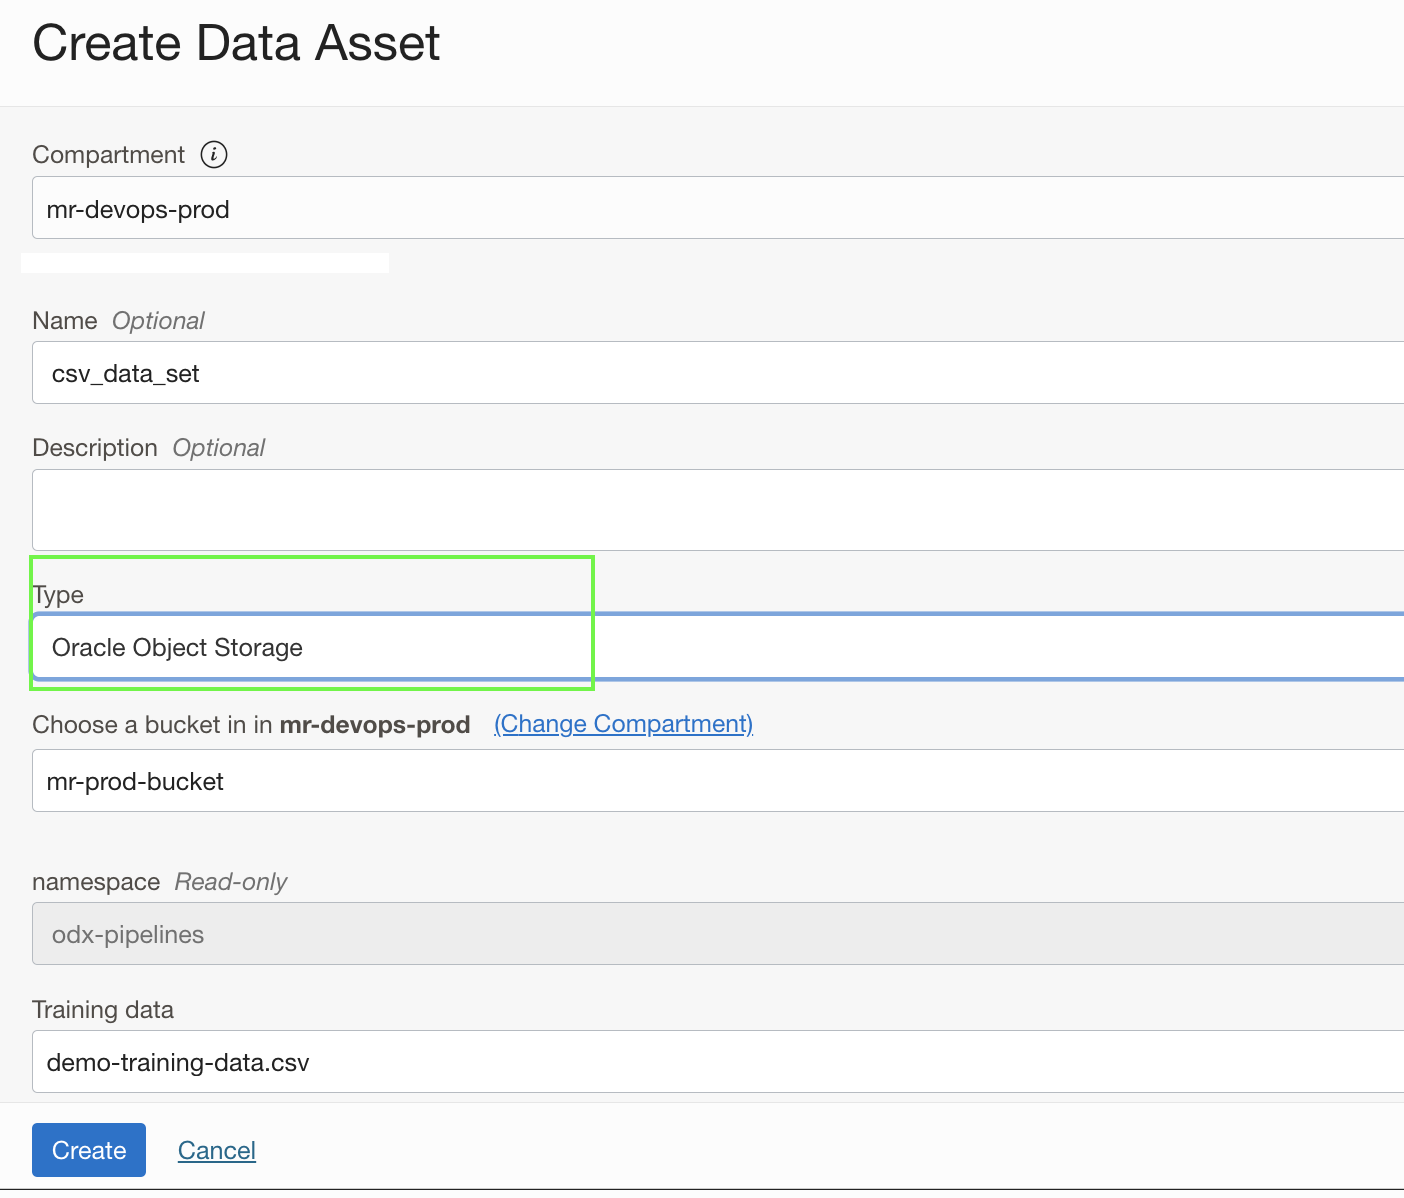 Create Data Asset
Compartment i
mr-devops-prod
Name Optional
csv_data_set
Description Optional
Type
Oracle Object Storage
Choose a bucket in in mr-devops-prod (Change Compartment)
mr-prod-bucket
namespace Read-only
odx-pipelines
Training data
demo-training-data.csv
Create Cancel